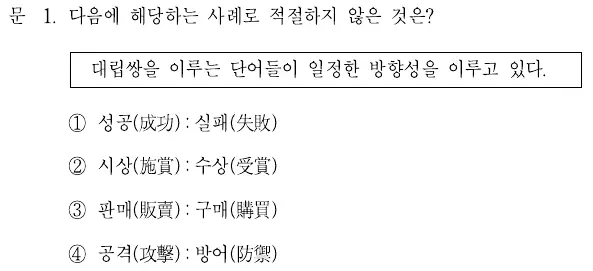 문 1. 다음에 해당하는 사례로 적절하지 않은 것은?
대립쌍을 이루는 단어들이 일정한 방향성을 이루고 있다.
① 성공(成功) : 실패(失敗)
② 시상(施賞) : 수상(受賞)
③ 판매(販賣) : 구매(購買)
④ 공격(攻擊) : 방어(防禦)